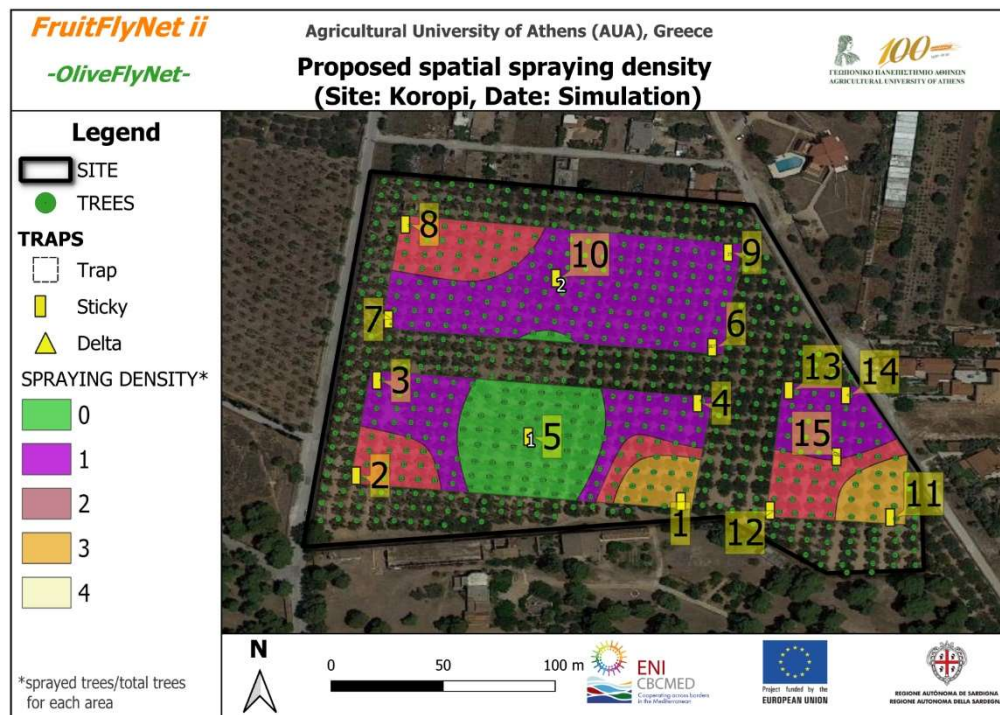 FruitFlyNet ii
-OliveFlyNet-
Agricultural University of Athens (AUA), Greece
Proposed spatial spraying density
(Site: Koropi, Date: Simulation)
100
ΓΕΩΠΟΝΙΚΟ ΠΑΝΕΠΙΣΤΗΜΙΟ ΑΘΗΝΩΝ
AGRICULTURAL UNIVERSITY OF ATHENS
Legend
SITE
TREES
TRAPS
Trap
Sticky
Delta
SPRAYING DENSITY*
0
1
2
3
4
*sprayed trees/total trees
for each area
8
10
2
9
7
6
3
4
13
14
5
1
15
2
1
12
11
N
0 50 100 m
ENI
CBCMED
Cooperating across borders
in the Mediterranean
Project funded by the
EUROPEAN UNION
REGIONE AUTÒNOMA DE SARDIGNA
REGIONE AUTONOMA DELLA SARDEGNA